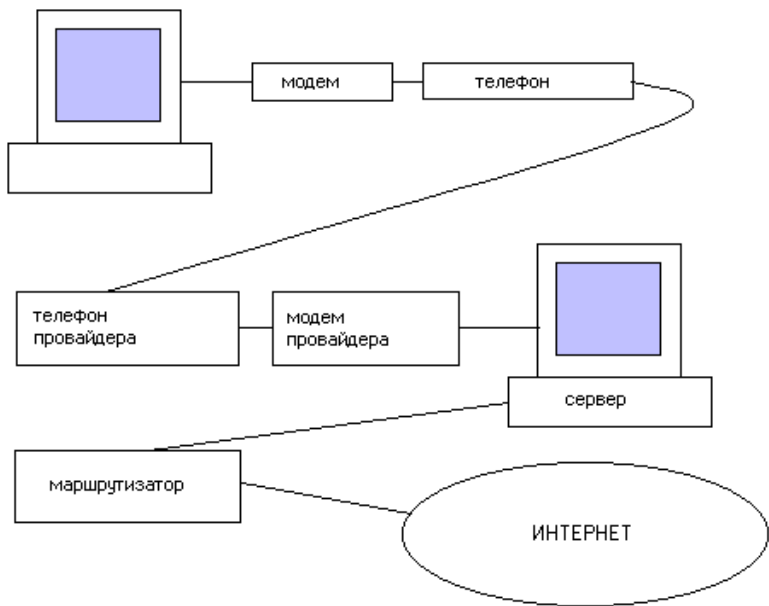 модем
телефон
телефон
провайдера
модем
провайдера
сервер
маршрутизатор
ИНТЕРНЕТ